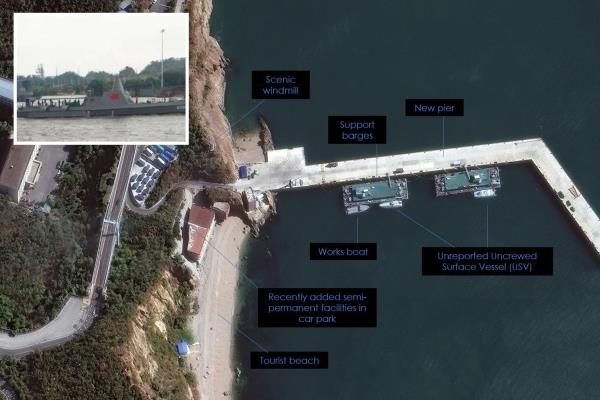 Scenic
windmill
New pier
Support
barges
Works boat
Unreported Uncrewed
Surface Vessel (USV)
Recently added semi-
permanent facilities in
car park
Tourist beach